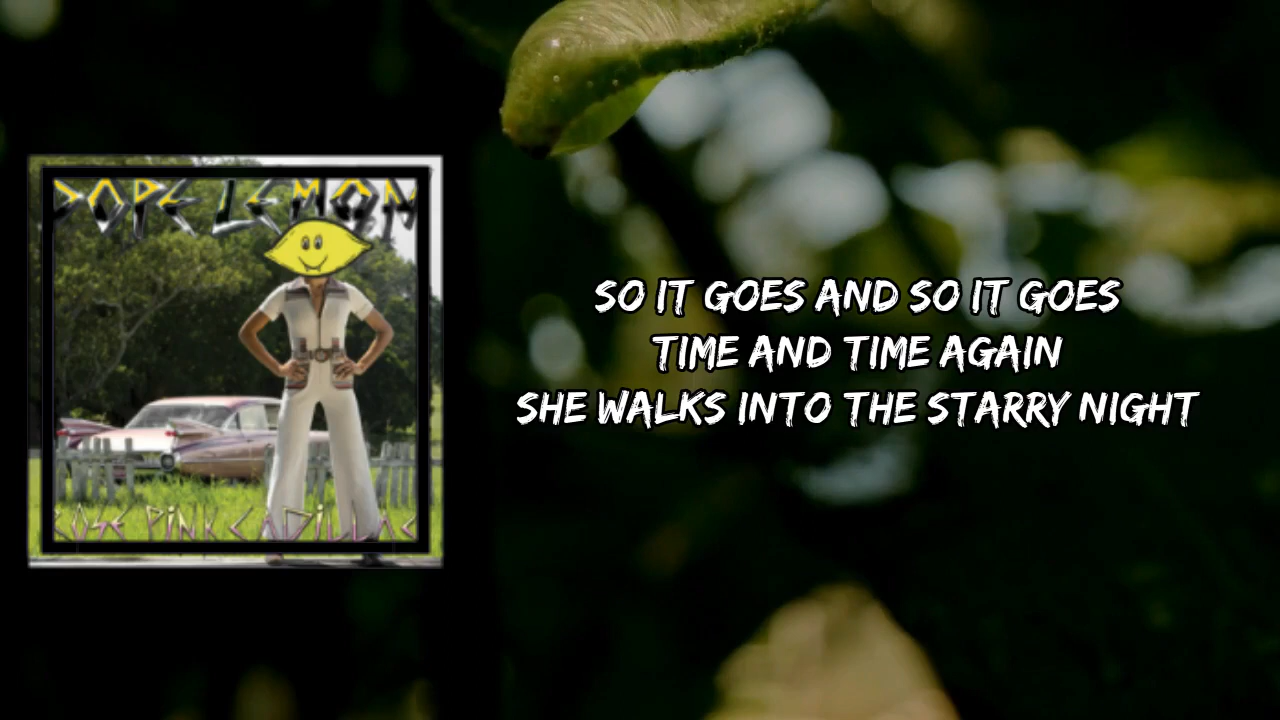 DOPE LEMON
ROSE PINK CADILLAC
SO IT GOES AND SO IT GOES
TIME AND TIME AGAIN
SHE WALKS INTO THE STARRY NIGHT